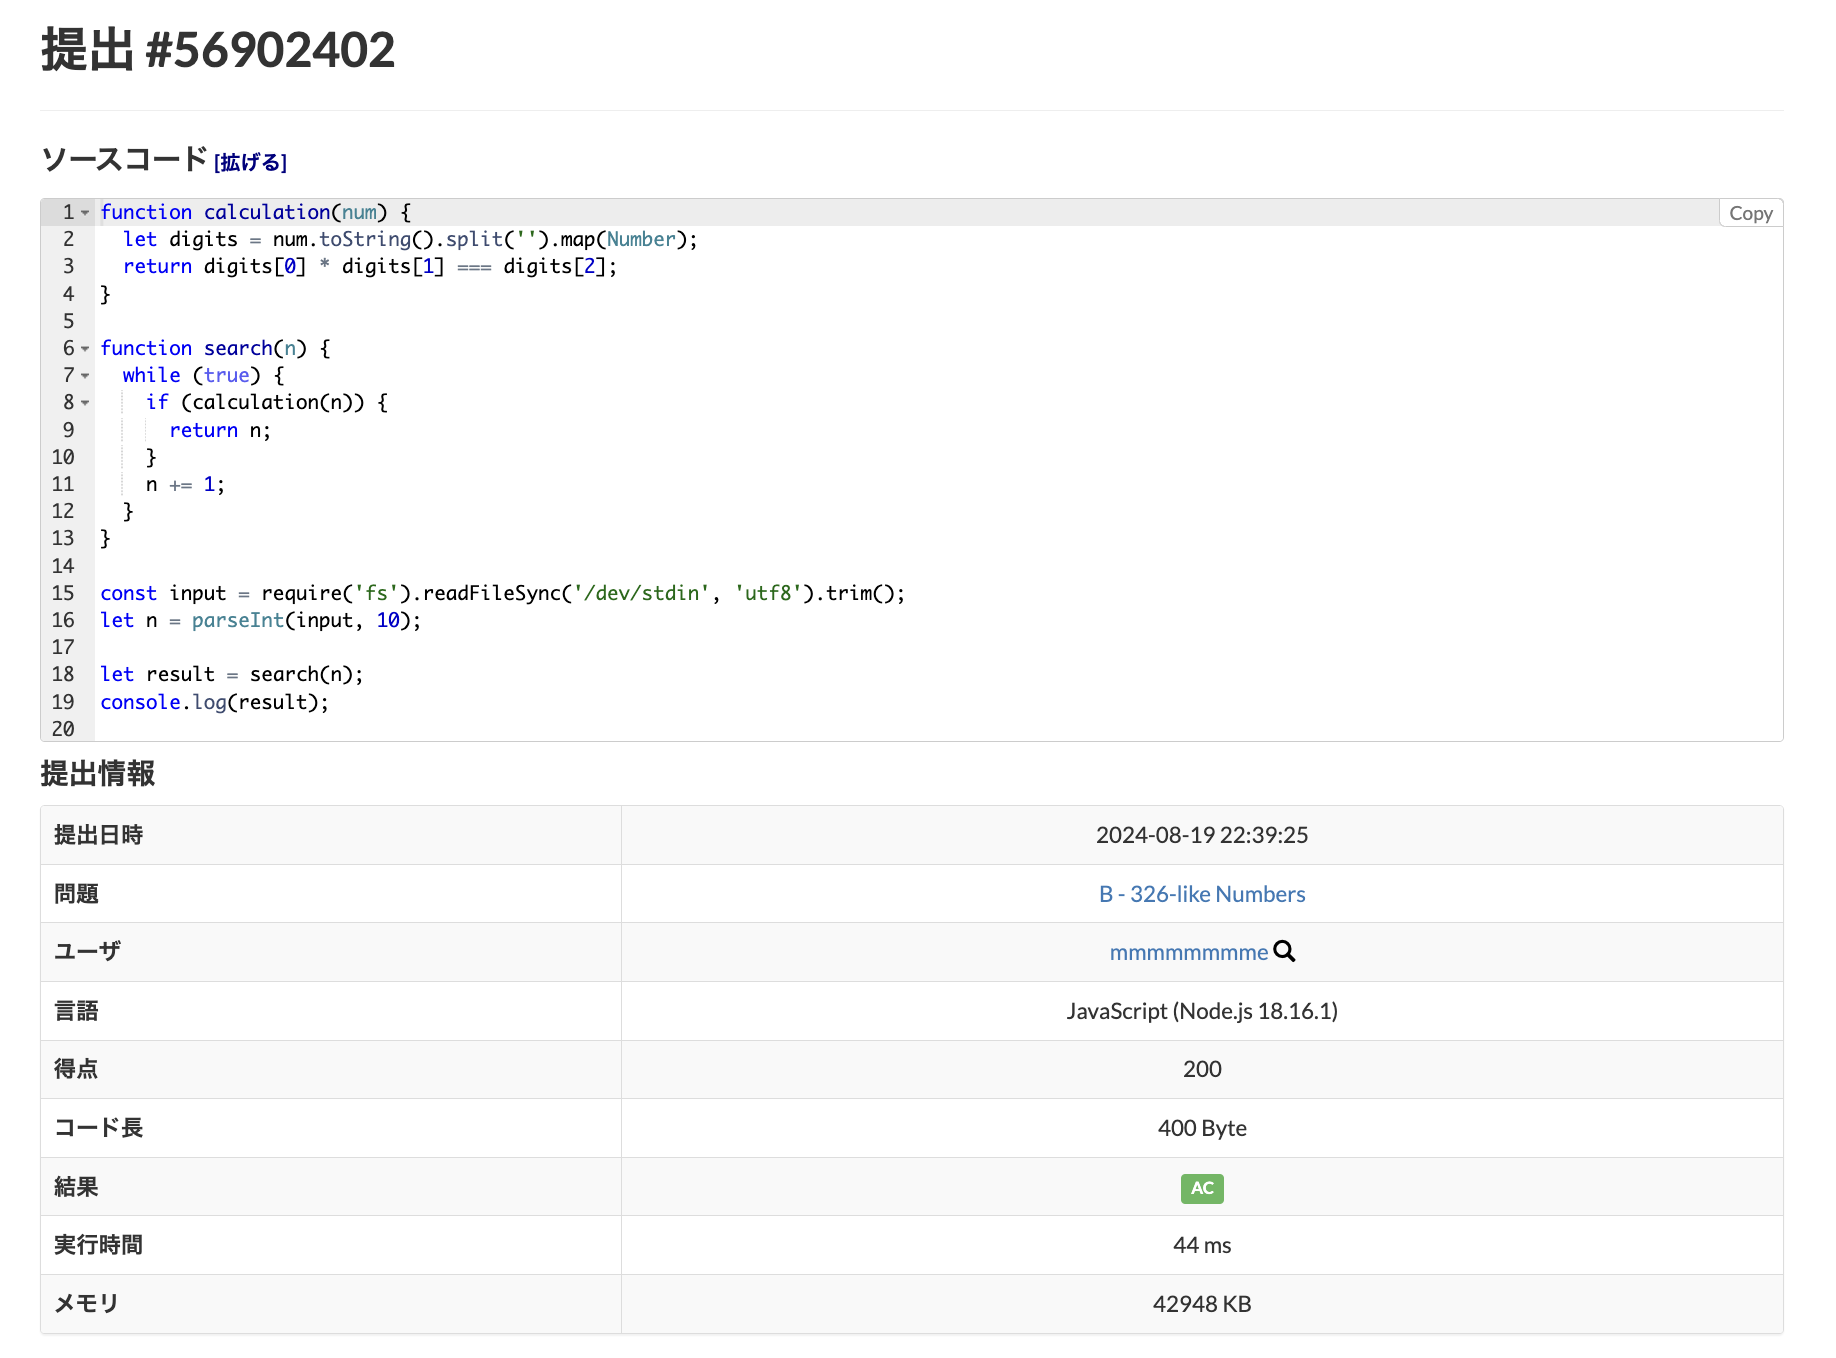 提出 #56902402
ソースコード [拡げる]
Copy
1 function calculation(num) {
2   let digits = num.toString().split('').map(Number);
3   return digits[0] * digits[1] === digits[2];
4 }
5
6 function search(n) {
7   while (true) {
8     if (calculation(n)) {
9       return n;
10     }
11     n += 1;
12   }
13 }
14
15 const input = require('fs').readFileSync('/dev/stdin', 'utf8').trim();
16 let n = parseInt(input, 10);
17
18 let result = search(n);
19 console.log(result);
20
提出情報
提出日時 2024-08-19 22:39:25
問題 B - 326-like Numbers
ユーザ mmmmmmmme
言語 JavaScript (Node.js 18.16.1)
得点 200
コード長 400 Byte
結果 AC
実行時間 44 ms
メモリ 42948 KB